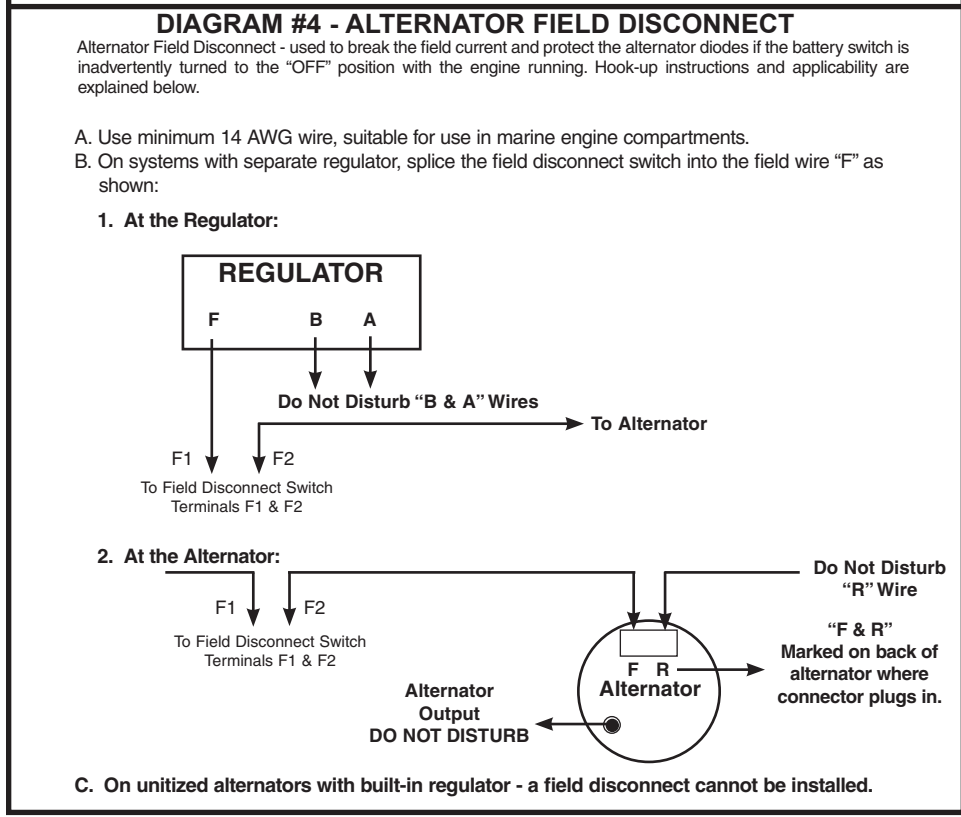 DIAGRAM #4 - ALTERNATOR FIELD DISCONNECT
Alternator Field Disconnect - used to break the field current and protect the alternator diodes if the battery switch is
inadvertently turned to the “OFF” position with the engine running. Hook-up instructions and applicability are
explained below.
A. Use minimum 14 AWG wire, suitable for use in marine engine compartments.
B. On systems with separate regulator, splice the field disconnect switch into the field wire “F” as
shown:
1. At the Regulator:
REGULATOR
F B A
Do Not Disturb “B & A” Wires
To Alternator
F1 F2
To Field Disconnect Switch
Terminals F1 & F2
2. At the Alternator:
Do Not Disturb
“R” Wire
F1 F2
To Field Disconnect Switch
Terminals F1 & F2
“F & R”
Marked on back of
alternator where
connector plugs in.
F R
Alternator
Alternator
Output
DO NOT DISTURB
C. On unitized alternators with built-in regulator - a field disconnect cannot be installed.